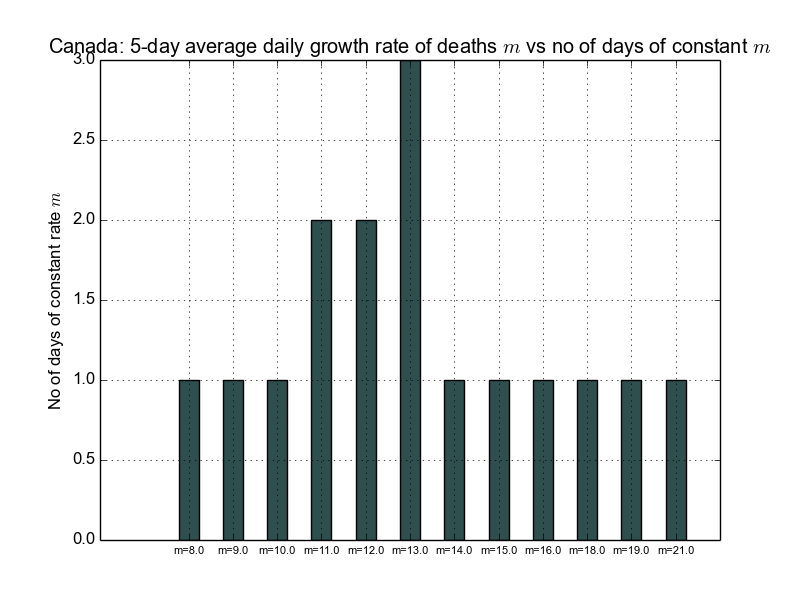 Canada: 5-day average daily growth rate of deaths m vs no of days of constant m
No of days of constant rate m
3.0
2.5
2.0
1.5
1.0
0.5
0.0
m=8.0 m=9.0 m=10.0 m=11.0 m=12.0 m=13.0 m=14.0 m=15.0 m=16.0 m=18.0 m=19.0 m=21.0